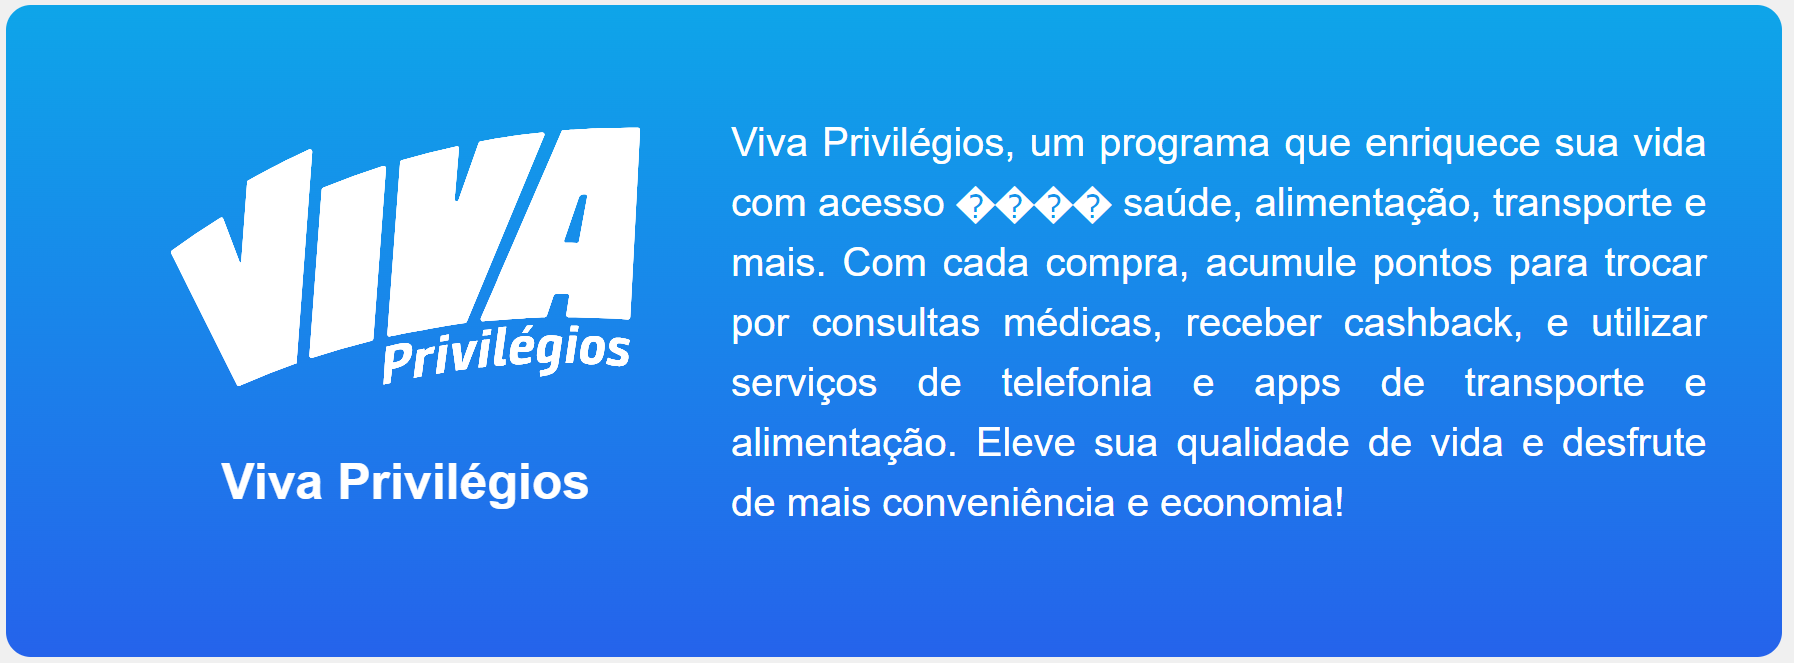 VIVA
Privilégios
Viva Privilégios
Viva Privilégios, um programa que enriquece sua vida
com acesso ���� saúde, alimentação, transporte e
mais. Com cada compra, acumule pontos para trocar
por consultas médicas, receber cashback, e utilizar
serviços de telefonia e apps de transporte e
alimentação. Eleve sua qualidade de vida e desfrute
de mais conveniência e economia!